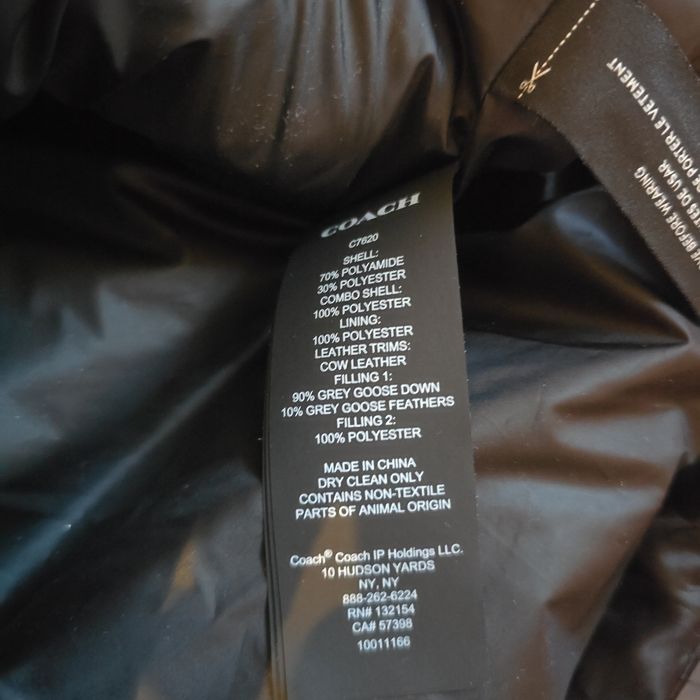 COACH
C7620
SHELL:
70% POLYAMIDE
30% POLYESTER
COMBO SHELL:
100% POLYESTER
LINING:
100% POLYESTER
LEATHER TRIMS:
COW LEATHER
FILLING 1:
90% GREY GOOSE DOWN
10% GREY GOOSE FEATHERS
FILLING 2:
100% POLYESTER
MADE IN CHINA
DRY CLEAN ONLY
CONTAINS NON-TEXTILE
PARTS OF ANIMAL ORIGIN
Coach® Coach IP Holdings LLC.
10 HUDSON YARDS
NY, NY
888-262-6224
RN# 132154
CA# 57398
10011166
BEFORE WEARING
DE USAR
PORTER LE VETEMENT